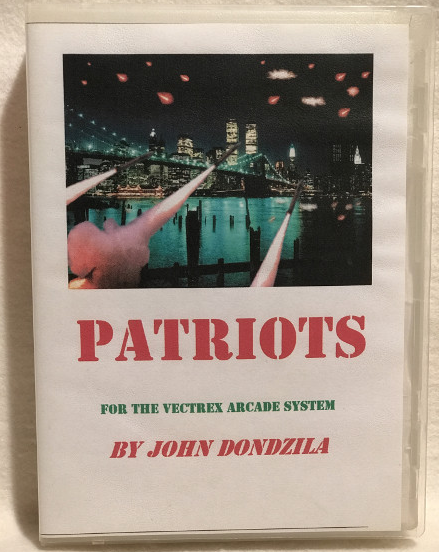 PATRIOTS
FOR THE VECTREX ARCADE SYSTEM
BY JOHN DONDZILA